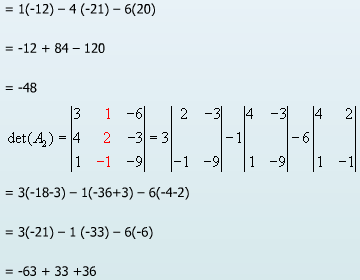 = 1(-12) – 4 (-21) – 6(20)
= -12 + 84 – 120
= -48
det(A₂) = |3 1 -6; 4 2 -3; 1 -1 -9| = 3 |2 -3; -1 -9| - 1 |4 -3; 1 -9| - 6 |4 2; 1 -1|
= 3(-18-3) – 1(-36+3) – 6(-4-2)
= 3(-21) – 1 (-33) – 6(-6)
= -63 + 33 +36